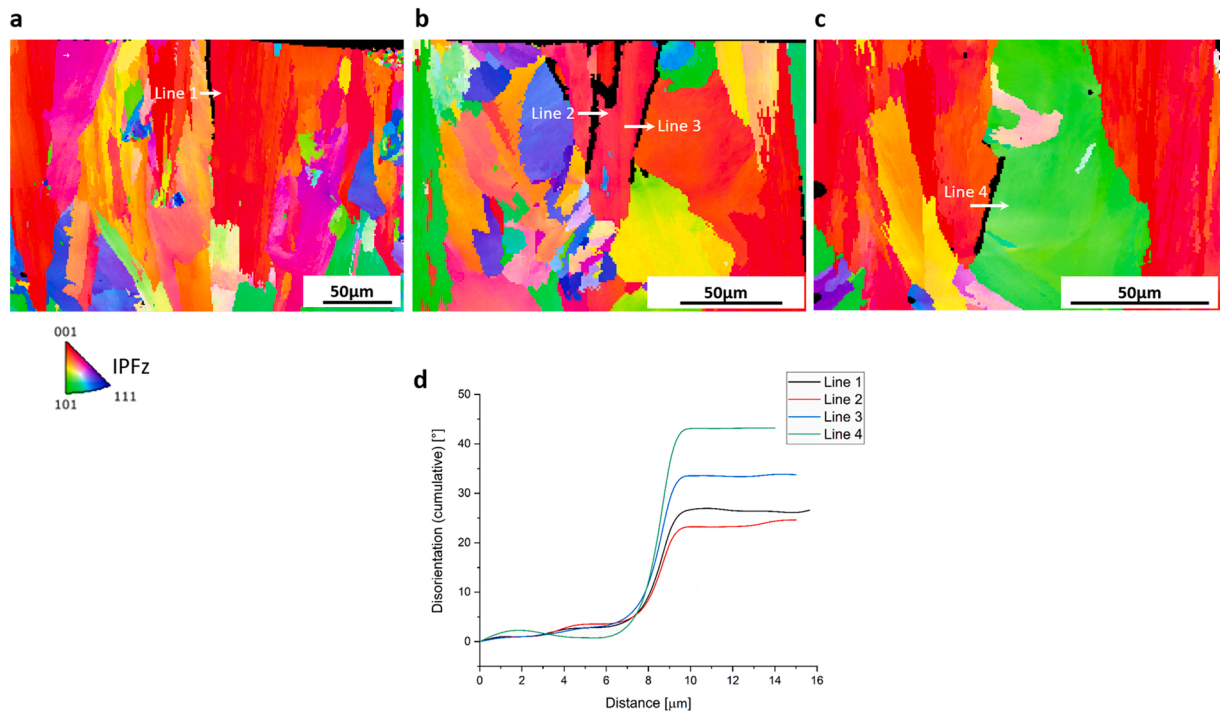 a
b
c
Line 1
Line 2
Line 3
Line 4
50μm
50μm
50μm
001
IPFz
101
111
d
Line 1
Line 2
Line 3
Line 4
Disorientation (cumulative) [°]
50
40
30
20
10
0
0 2 4 6 8 10 12 14 16
Distance [μm]